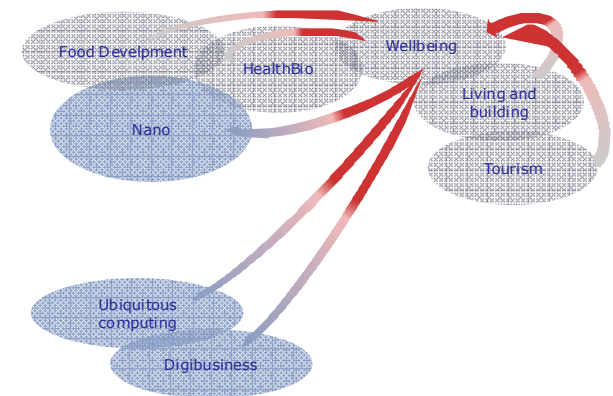 Food Develpment
HealthBio
Wellbeing
Living and
building
Nano
Tourism
Ubiquitous
computing
Digibusiness